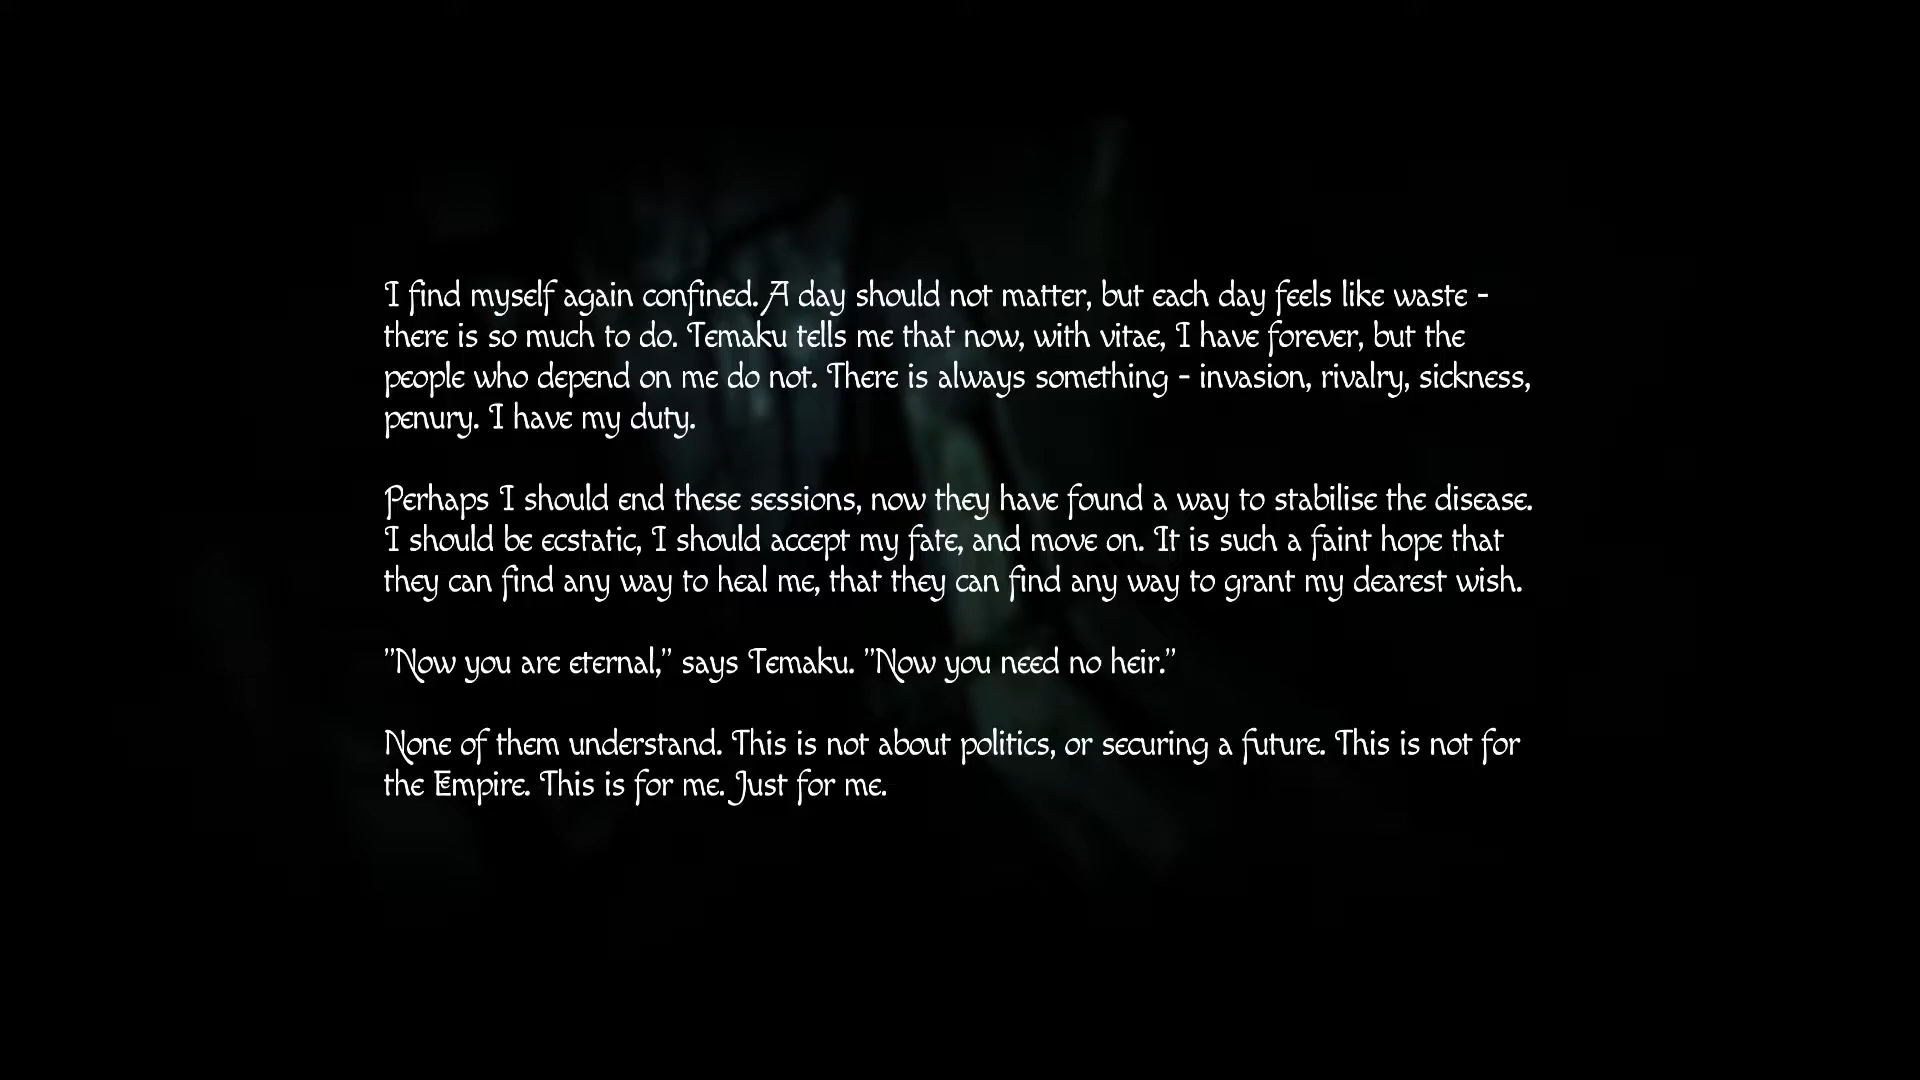 I find myself again confined. A day should not matter, but each day feels like waste -
there is so much to do. Temaku tells me that now, with vitae, I have forever, but the
people who depend on me do not. There is always something - invasion, rivalry, sickness,
penury. I have my duty.
Perhaps I should end these sessions, now they have found a way to stabilise the disease.
I should be ecstatic, I should accept my fate, and move on. It is such a faint hope that
they can find any way to heal me, that they can find any way to grant my dearest wish.
"Now you are eternal," says Temaku. "Now you need no heir."
None of them understand. This is not about politics, or securing a future. This is not for
the Empire. This is for me. Just for me.